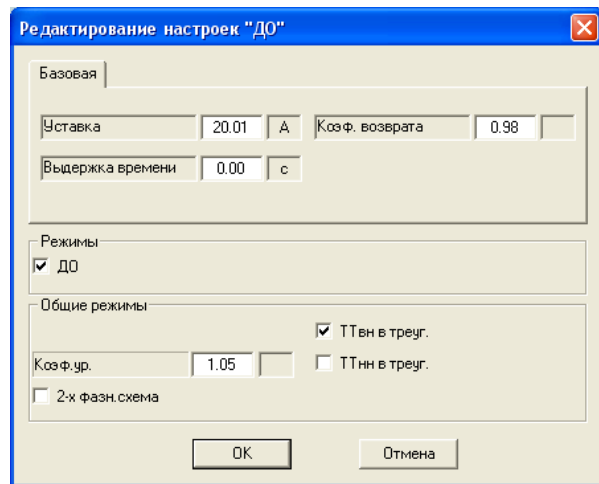 Редактирование настроек "ДО"
Базовая
Уставка 20.01 А Коэф. возврата 0.98
Выдержка времени 0.00 с
Режимы
ДО
Общие режимы
ТТвн в треуг.
Коэф.ур. 1.05 ТТнн в треуг.
2-х фазн.схема
OK Отмена